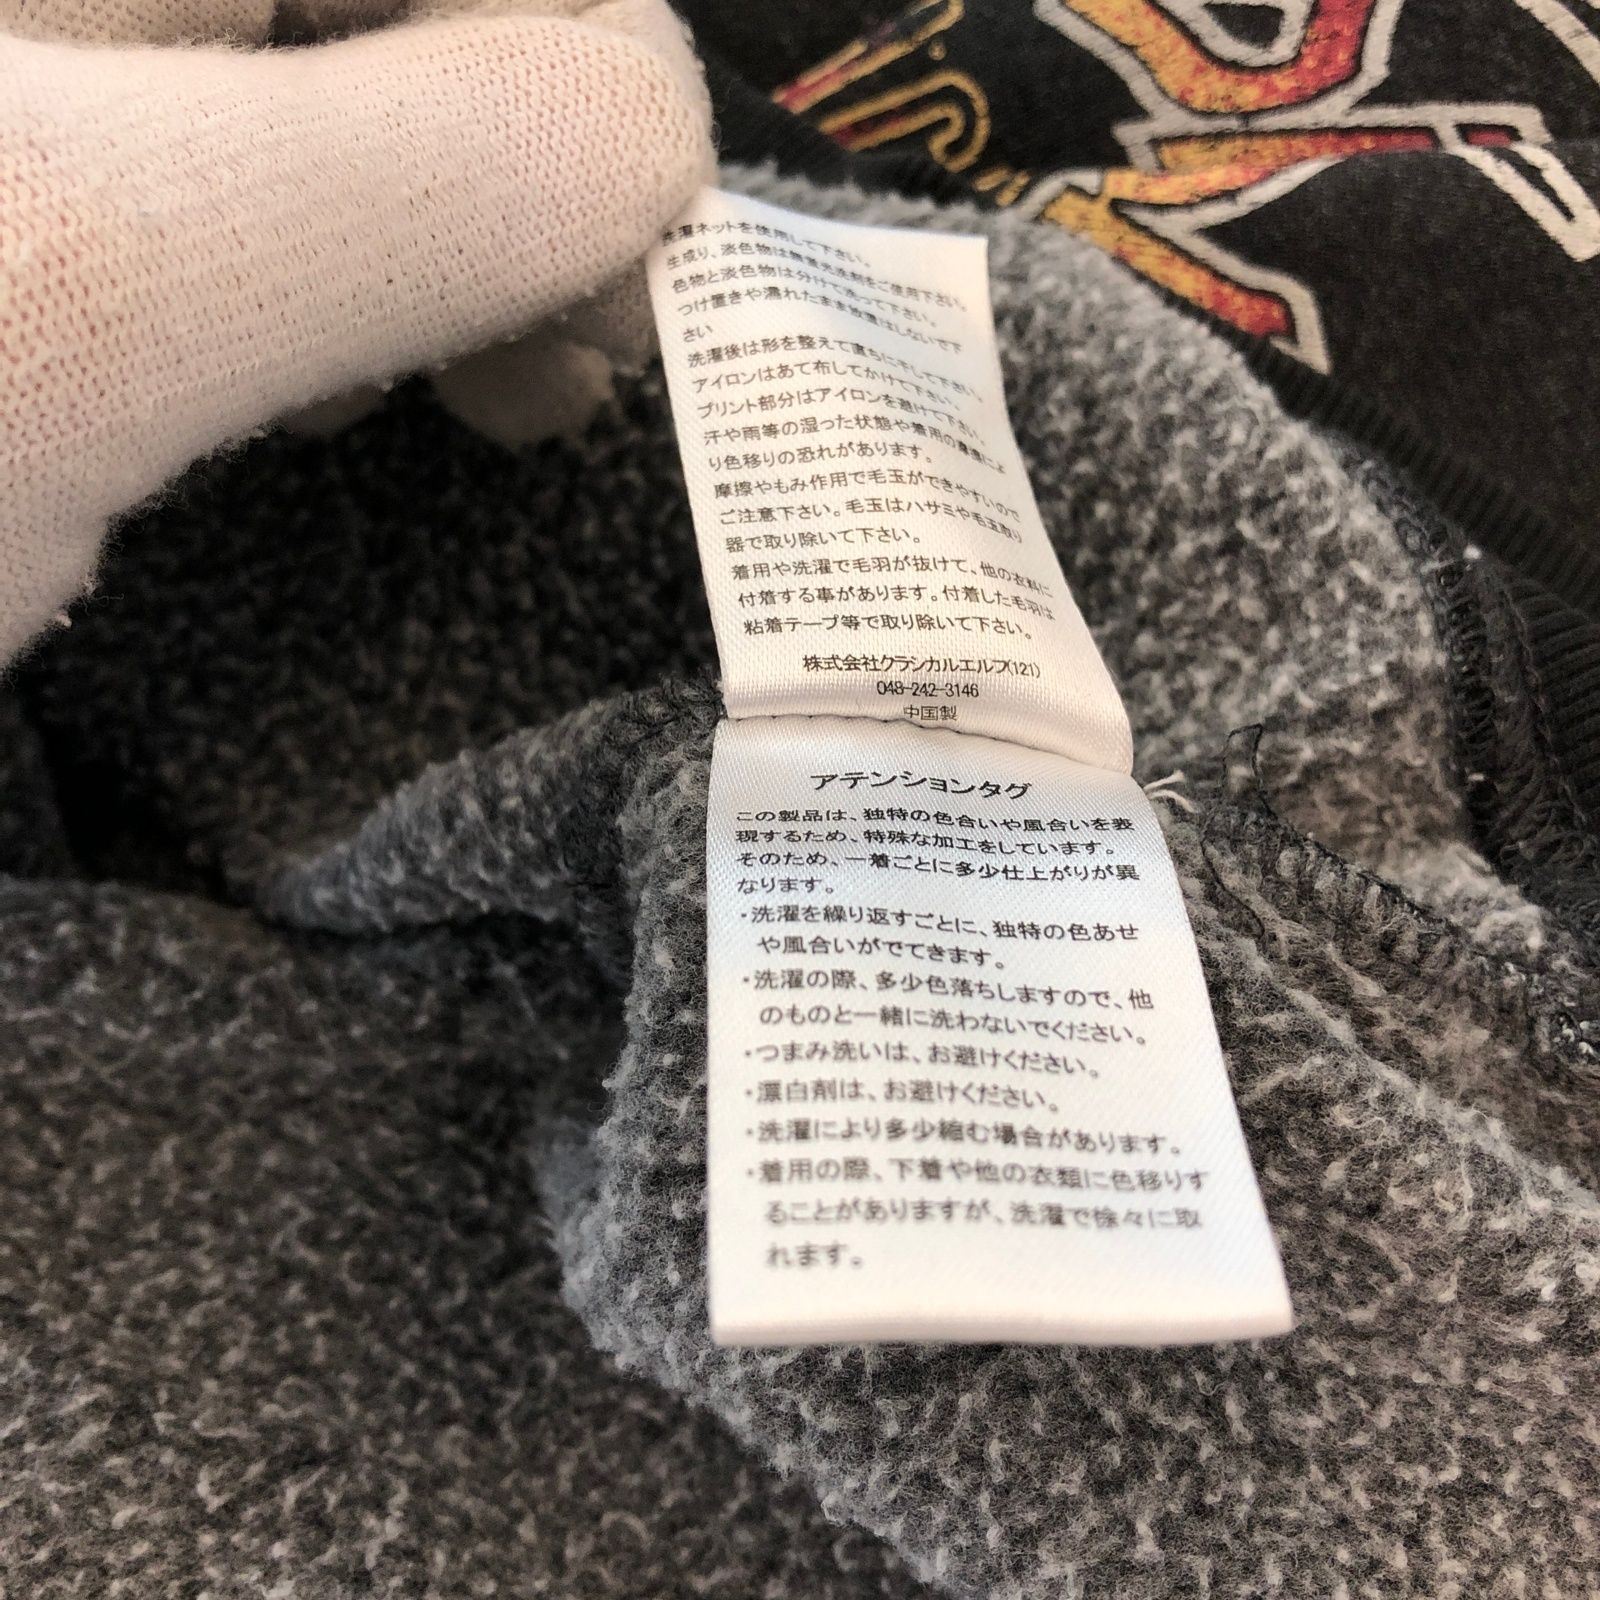 洗濯ネットを使用して下さい。
生成り、淡色物は無蛍光洗剤をご使用下さい。
色物と淡色物は分けて洗って下さい。
つけ置きや濡れたまま放置はしないで下
さい
洗濯後は形を整えて直ちに干して下さい。
アイロンはあて布してかけて下さい。
プリント部分はアイロンを避けて下さい。
汗や雨等の湿った状態や着用の摩擦によ
り色移りの恐れがあります。
摩擦やもみ作用で毛玉ができやすいので
ご注意下さい。毛玉はハサミや毛玉取り
器で取り除いて下さい。
着用や洗濯で毛羽が抜けて、他の衣料に
付着する事があります。付着した毛羽は
粘着テープ等で取り除いて下さい。
株式会社クラシカルエルフ(121)
048-242-3146
中国製
アテンションタグ
この製品は、独特の色合いや風合いを表
現するため、特殊な加工をしています。
そのため、一着ごとに多少仕上がりが異
なります。
・洗濯を繰り返すごとに、独特の色あせ
や風合いがでてきます。
・洗濯の際、多少色落ちしますので、他
のものと一緒に洗わないでください。
・つまみ洗いは、お避けください。
・漂白剤は、お避けください。
・洗濯により多少縮む場合があります。
・着用の際、下着や他の衣類に色移りす
ることがありますが、洗濯で徐々に取
れます。